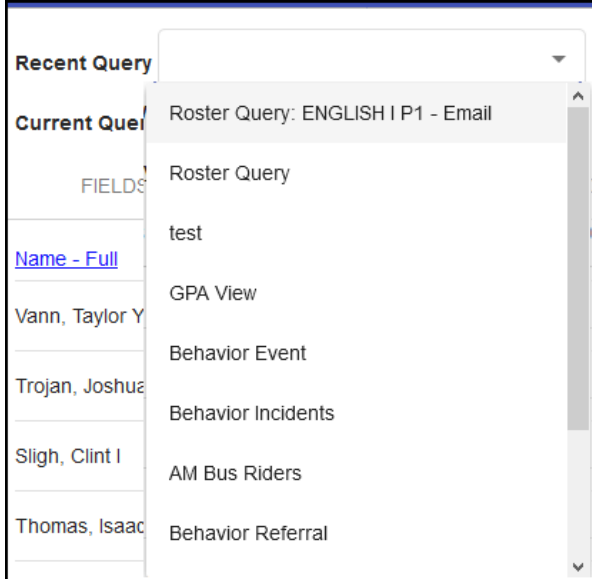 Recent Query
Roster Query: ENGLISH I P1 - Email
Current Quer
Roster Query
FIELDS
test
Name - Full
GPA View
Vann, Taylor Y
Behavior Event
Trojan, Joshua
Behavior Incidents
Sligh, Clint I
AM Bus Riders
Thomas, Isaac
Behavior Referral